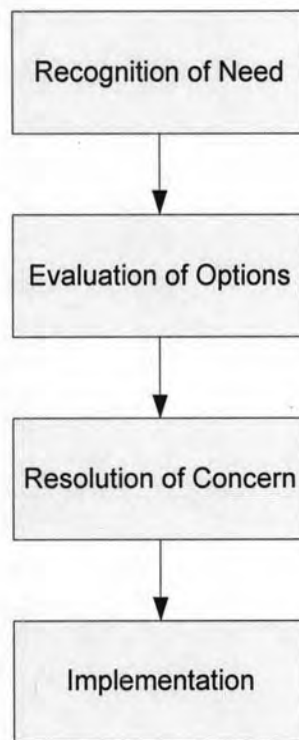 Recognition of Need
Evaluation of Options
Resolution of Concern
Implementation